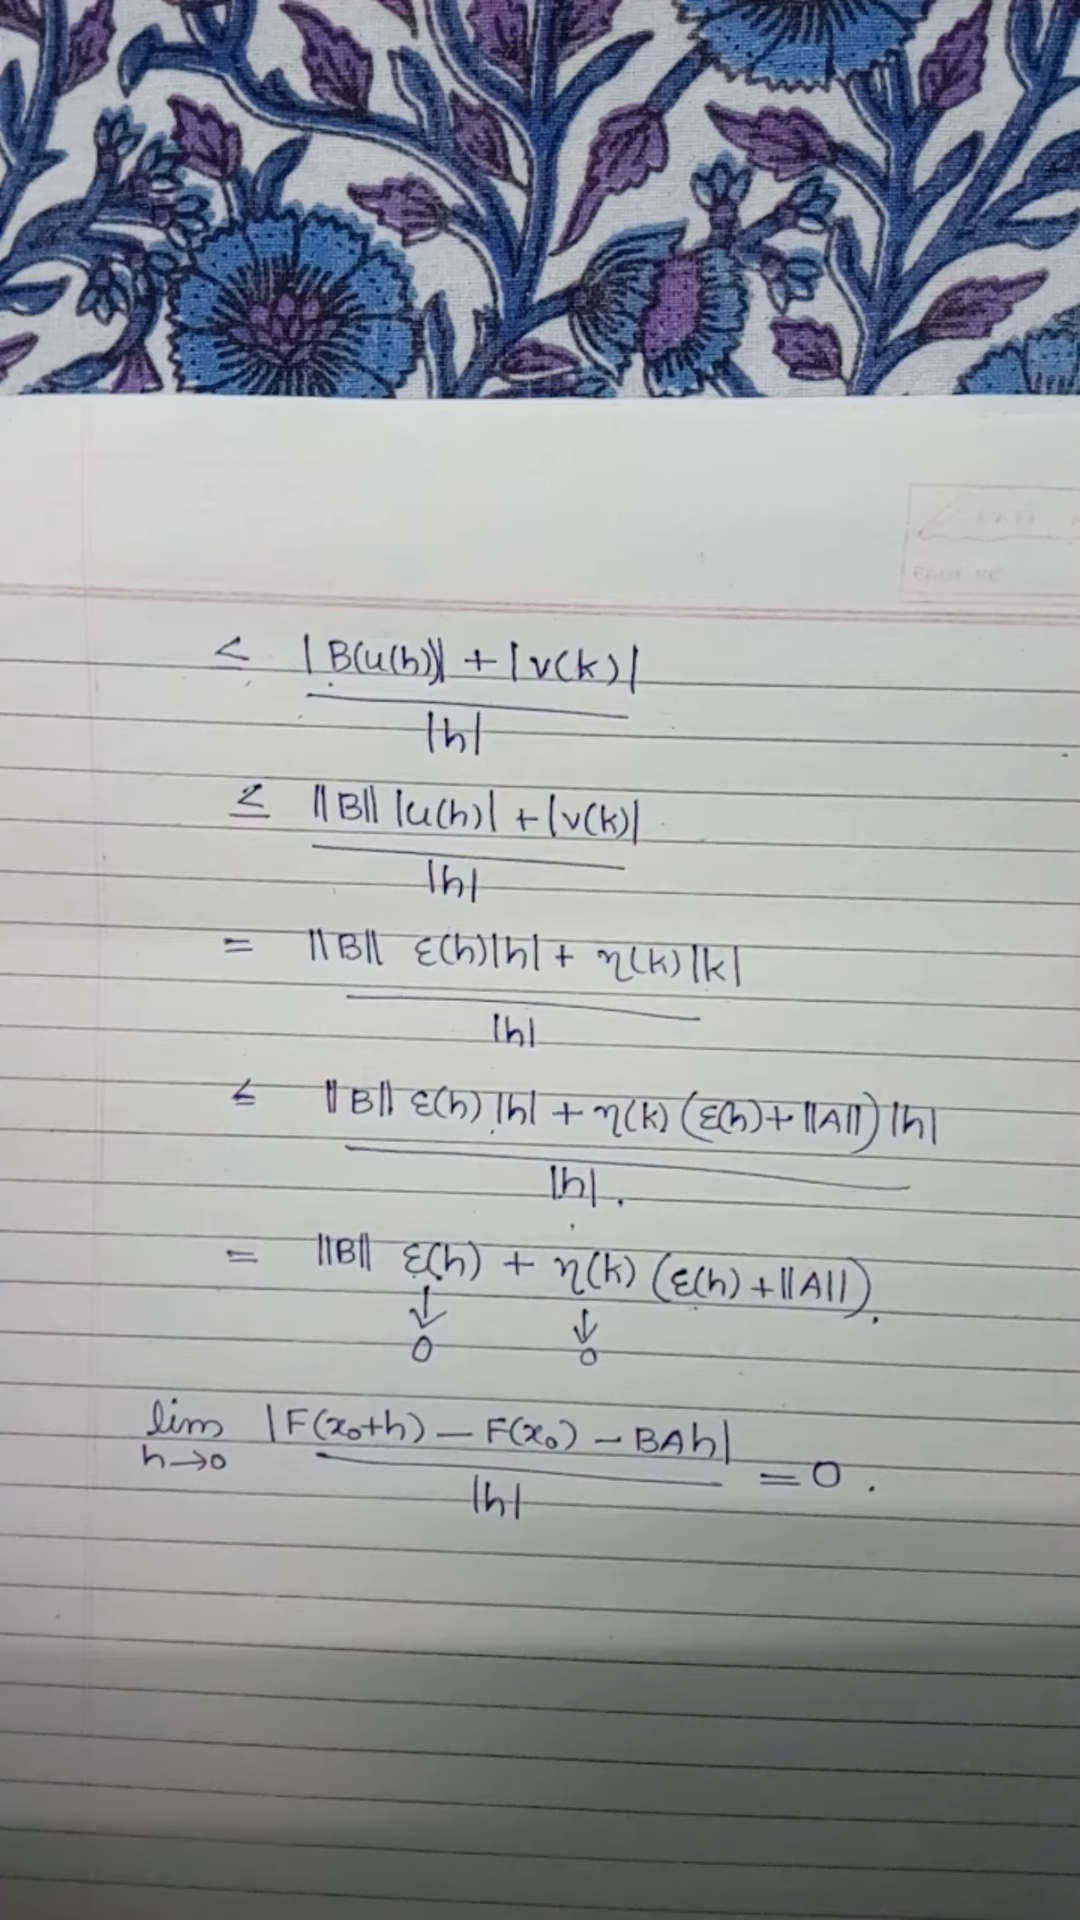 ≤ |B(u(h))| + |v(k)|
|h|
≤ ||B|| |u(h)| + |v(k)|
|h|
= ||B|| ε(h)|h| + η(k)|k|
|h|
≤ ||B|| ε(h) |h| + η(k) (ε(h) + ||A||) |h|
|h|.
= ||B|| ε(h) + η(k) (ε(h) + ||A||).
↓ ↓
0 0
lim |F(x₀+h) – F(x₀) – BAh|
h→0 = 0.
|h|